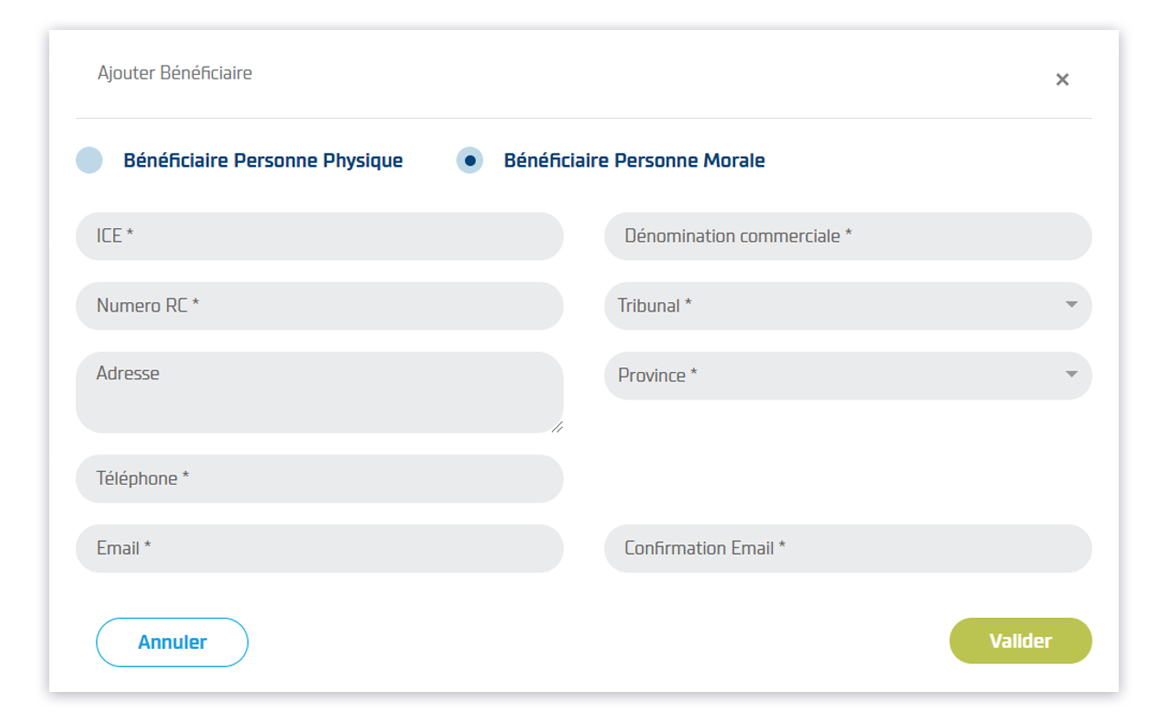 Ajouter Bénéficiaire
×
Bénéficiaire Personne Physique
Bénéficiaire Personne Morale
ICE *
Dénomination commerciale *
Numero RC *
Tribunal *
Adresse
Province *
Téléphone *
Email *
Confirmation Email *
Annuler
Valider